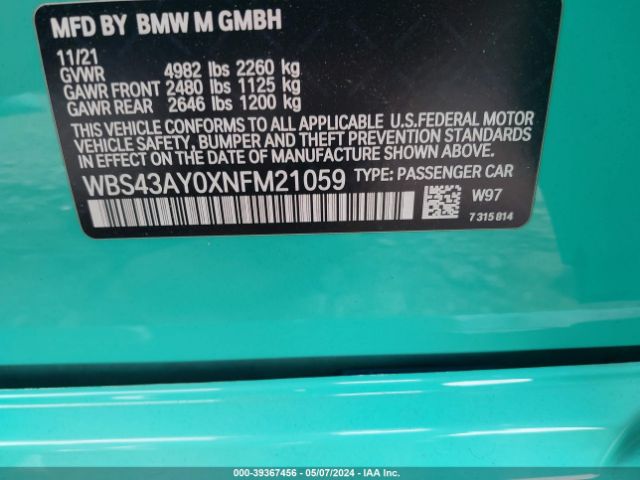 MFD BY BMW M GMBH
11/21
GVWR 4982 lbs 2260 kg
GAWR FRONT 2480 lbs 1125 kg
GAWR REAR 2646 lbs 1200 kg
THIS VEHICLE CONFORMS TO ALL APPLICABLE U.S.FEDERAL MOTOR
VEHICLE SAFETY, BUMPER AND THEFT PREVENTION STANDARDS
IN EFFECT ON THE DATE OF MANUFACTURE SHOWN ABOVE.
WBS43AY0XNFM21059 TYPE: PASSENGER CAR
W97
7 315 814
000-39367456 - 05/07/2024 - IAA Inc.